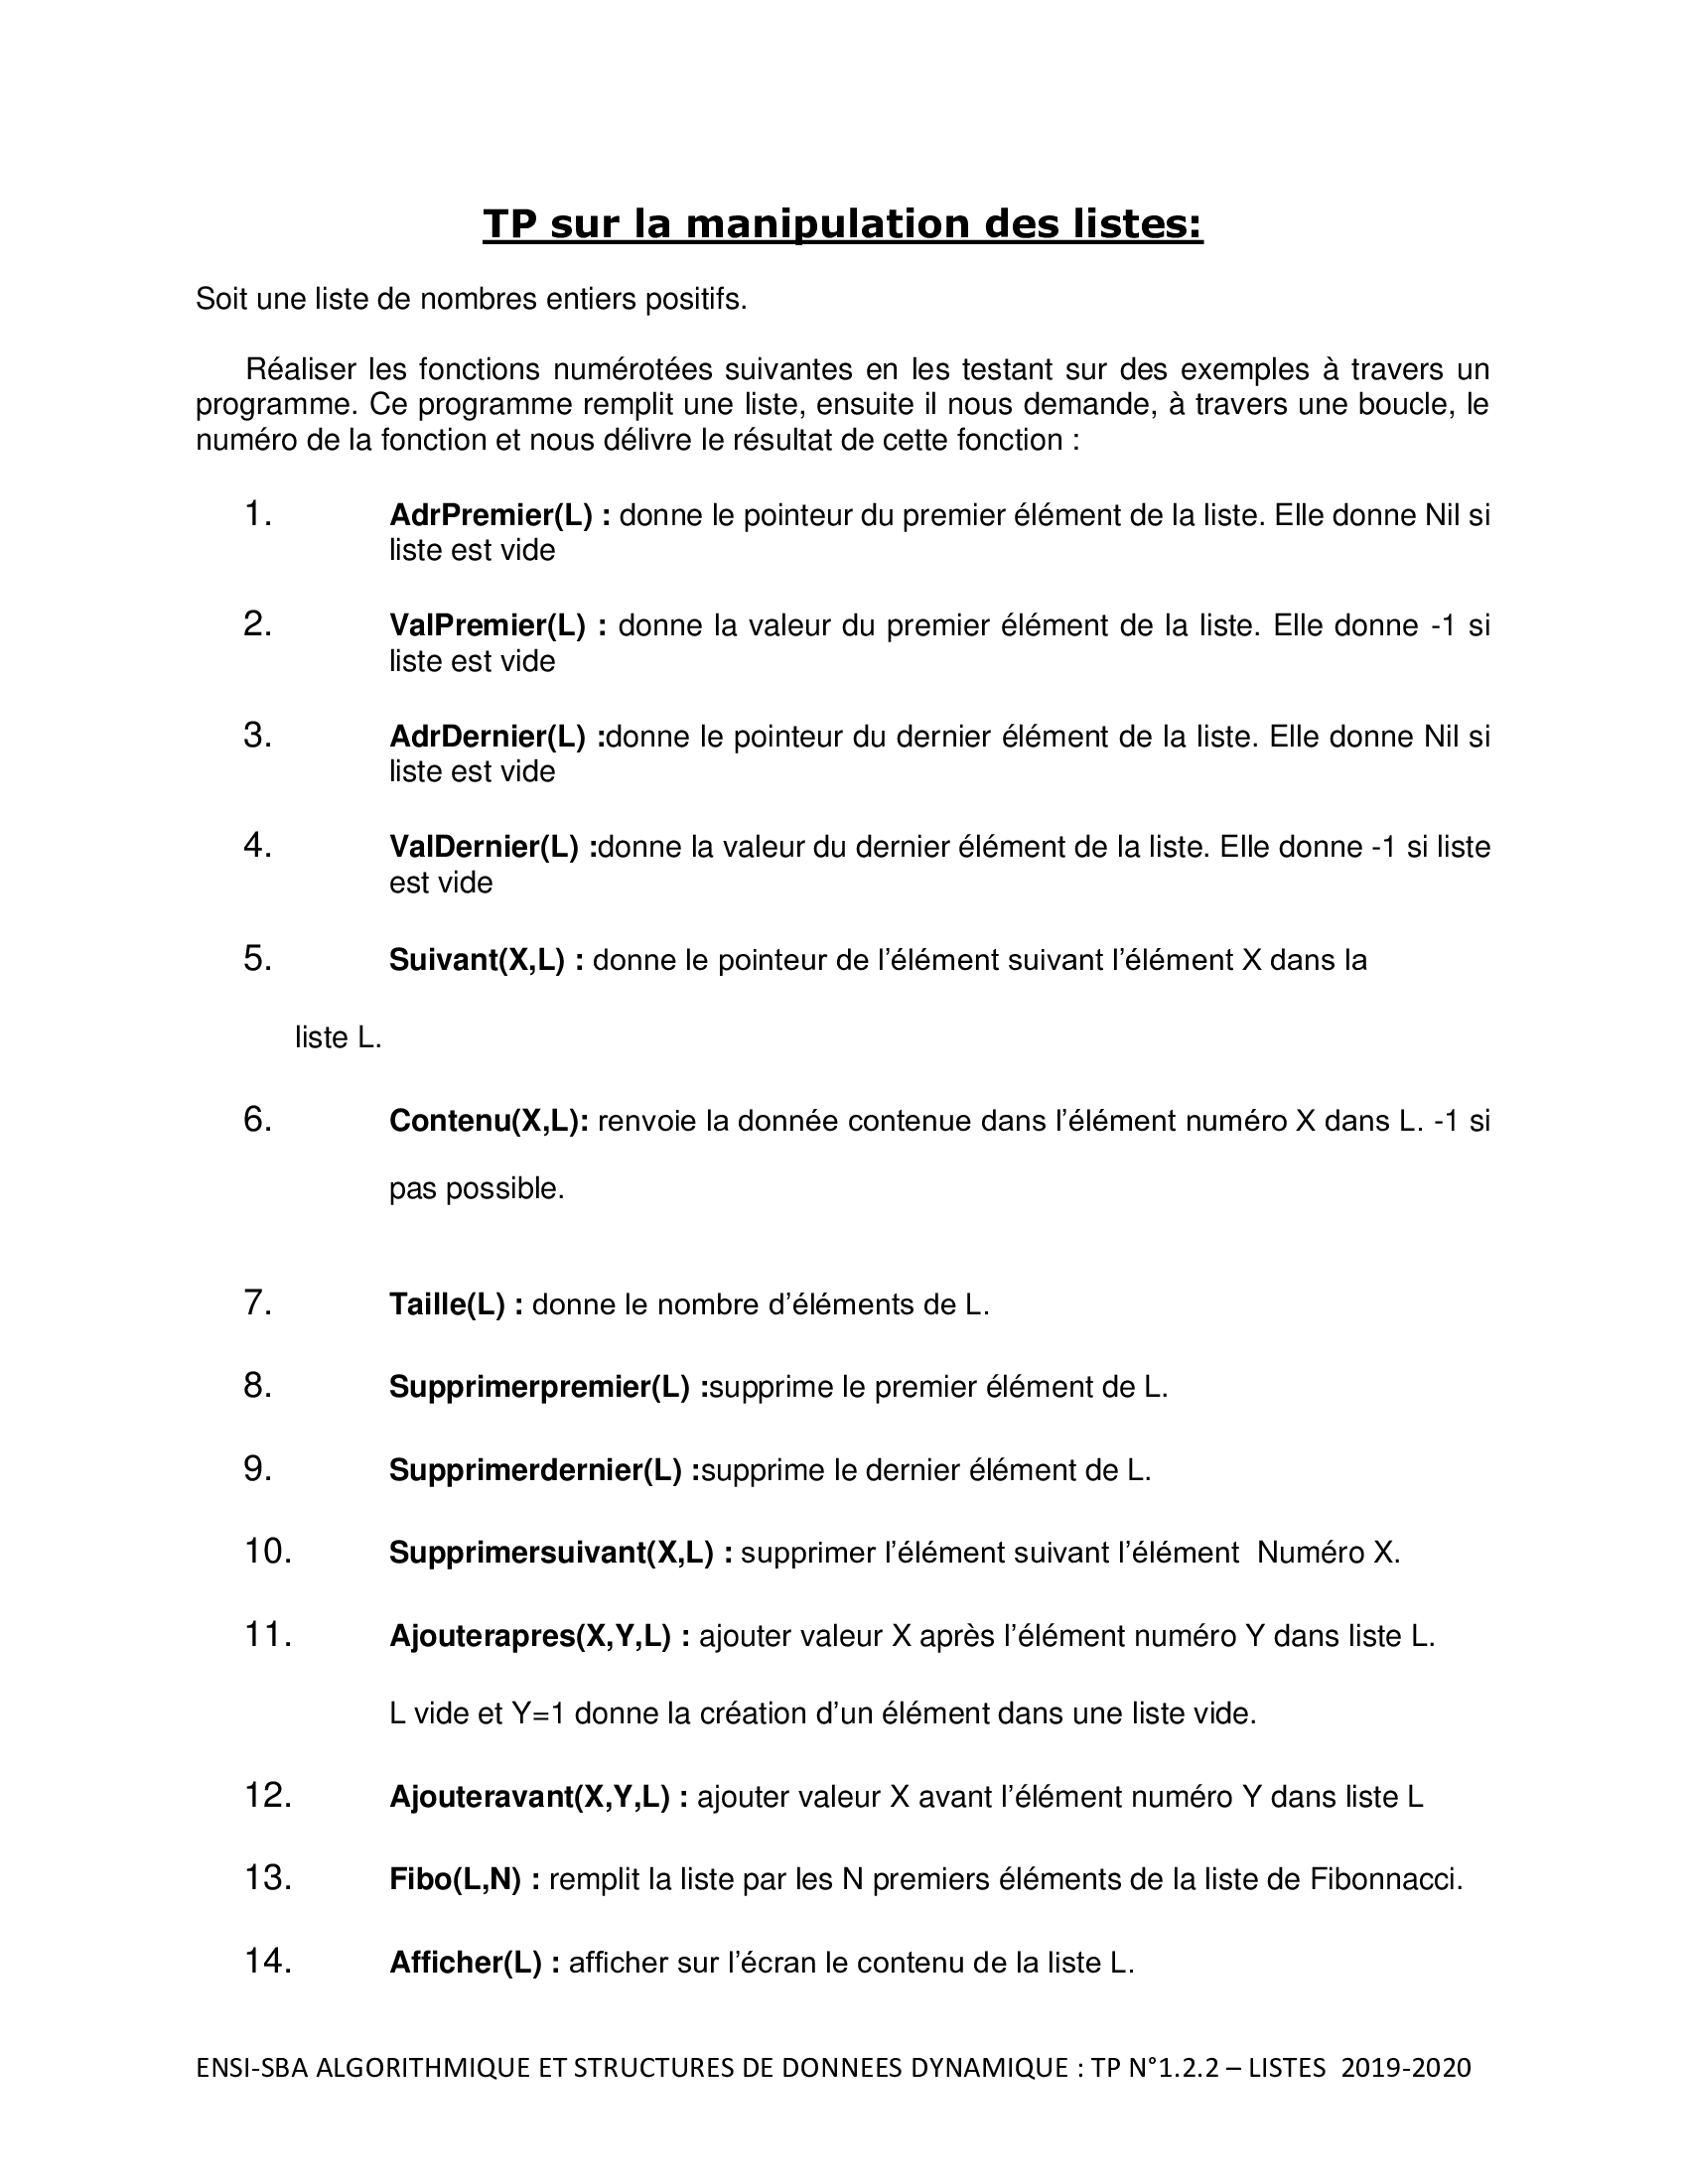 TP sur la manipulation des listes:
Soit une liste de nombres entiers positifs.
Réaliser les fonctions numérotées suivantes en les testant sur des exemples à travers un
programme. Ce programme remplit une liste, ensuite il nous demande, à travers une boucle, le
numéro de la fonction et nous délivre le résultat de cette fonction :
1. AdrPremier(L) : donne le pointeur du premier élément de la liste. Elle donne Nil si
liste est vide
2. ValPremier(L) : donne la valeur du premier élément de la liste. Elle donne -1 si
liste est vide
3. AdrDernier(L) :donne le pointeur du dernier élément de la liste. Elle donne Nil si
liste est vide
4. ValDernier(L) :donne la valeur du dernier élément de la liste. Elle donne -1 si liste
est vide
5. Suivant(X,L) : donne le pointeur de l’élément suivant l’élément X dans la
liste L.
6. Contenu(X,L): renvoie la donnée contenue dans l’élément numéro X dans L. -1 si
pas possible.
7. Taille(L) : donne le nombre d’éléments de L.
8. Supprimerpremier(L) :supprime le premier élément de L.
9. Supprimerdernier(L) :supprime le dernier élément de L.
10. Supprimersuivant(X,L) : supprimer l’élément suivant l’élément  Numéro X.
11. Ajouterapres(X,Y,L) : ajouter valeur X après l’élément numéro Y dans liste L.
L vide et Y=1 donne la création d’un élément dans une liste vide.
12. Ajouteravant(X,Y,L) : ajouter valeur X avant l’élément numéro Y dans liste L
13. Fibo(L,N) : remplit la liste par les N premiers éléments de la liste de Fibonnacci.
14. Afficher(L) : afficher sur l’écran le contenu de la liste L.
ENSI-SBA ALGORITHMIQUE ET STRUCTURES DE DONNEES DYNAMIQUE : TP N°1.2.2 – LISTES  2019-2020